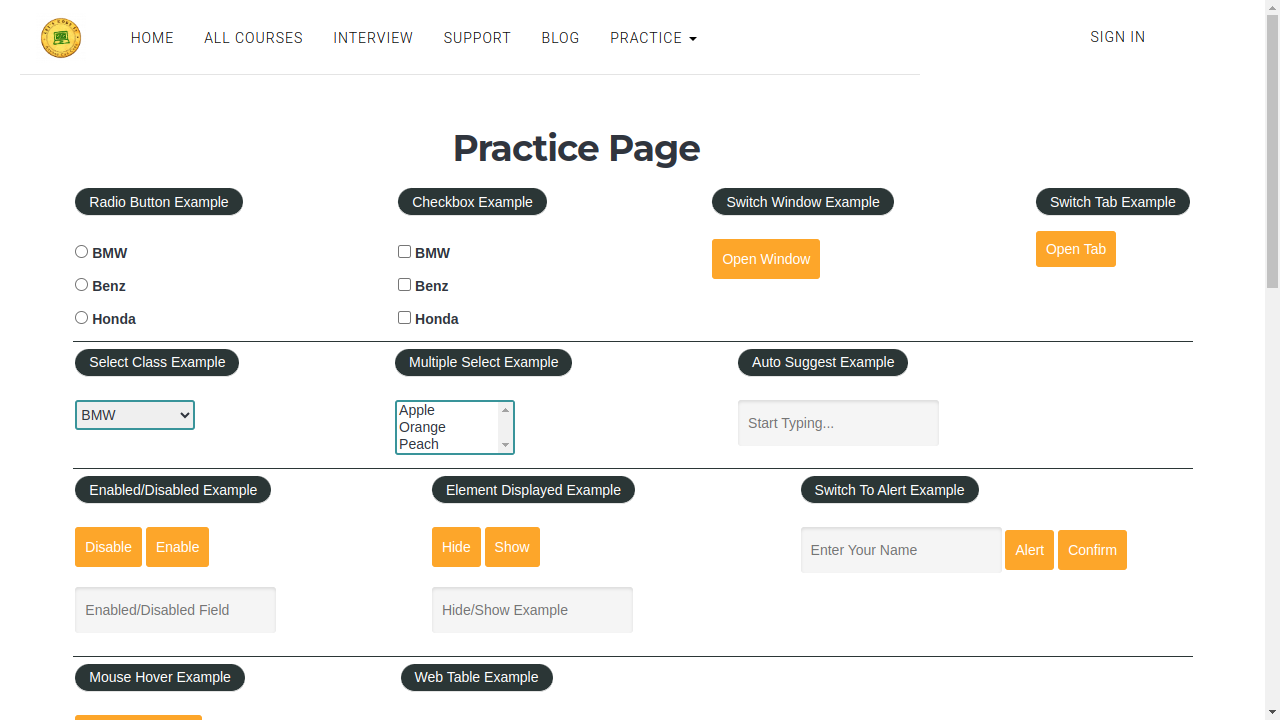 HOME ALL COURSES INTERVIEW SUPPORT BLOG PRACTICE SIGN IN
Practice Page
Radio Button Example Checkbox Example Switch Window Example Switch Tab Example
BMW BMW Open Window Open Tab
Benz Benz
Honda Honda
Select Class Example Multiple Select Example Auto Suggest Example
BMW Apple Start Typing...
Orange
Peach
Enabled/Disabled Example Element Displayed Example Switch To Alert Example
Disable Enable Hide Show Enter Your Name Alert Confirm
Enabled/Disabled Field Hide/Show Example
Mouse Hover Example Web Table Example